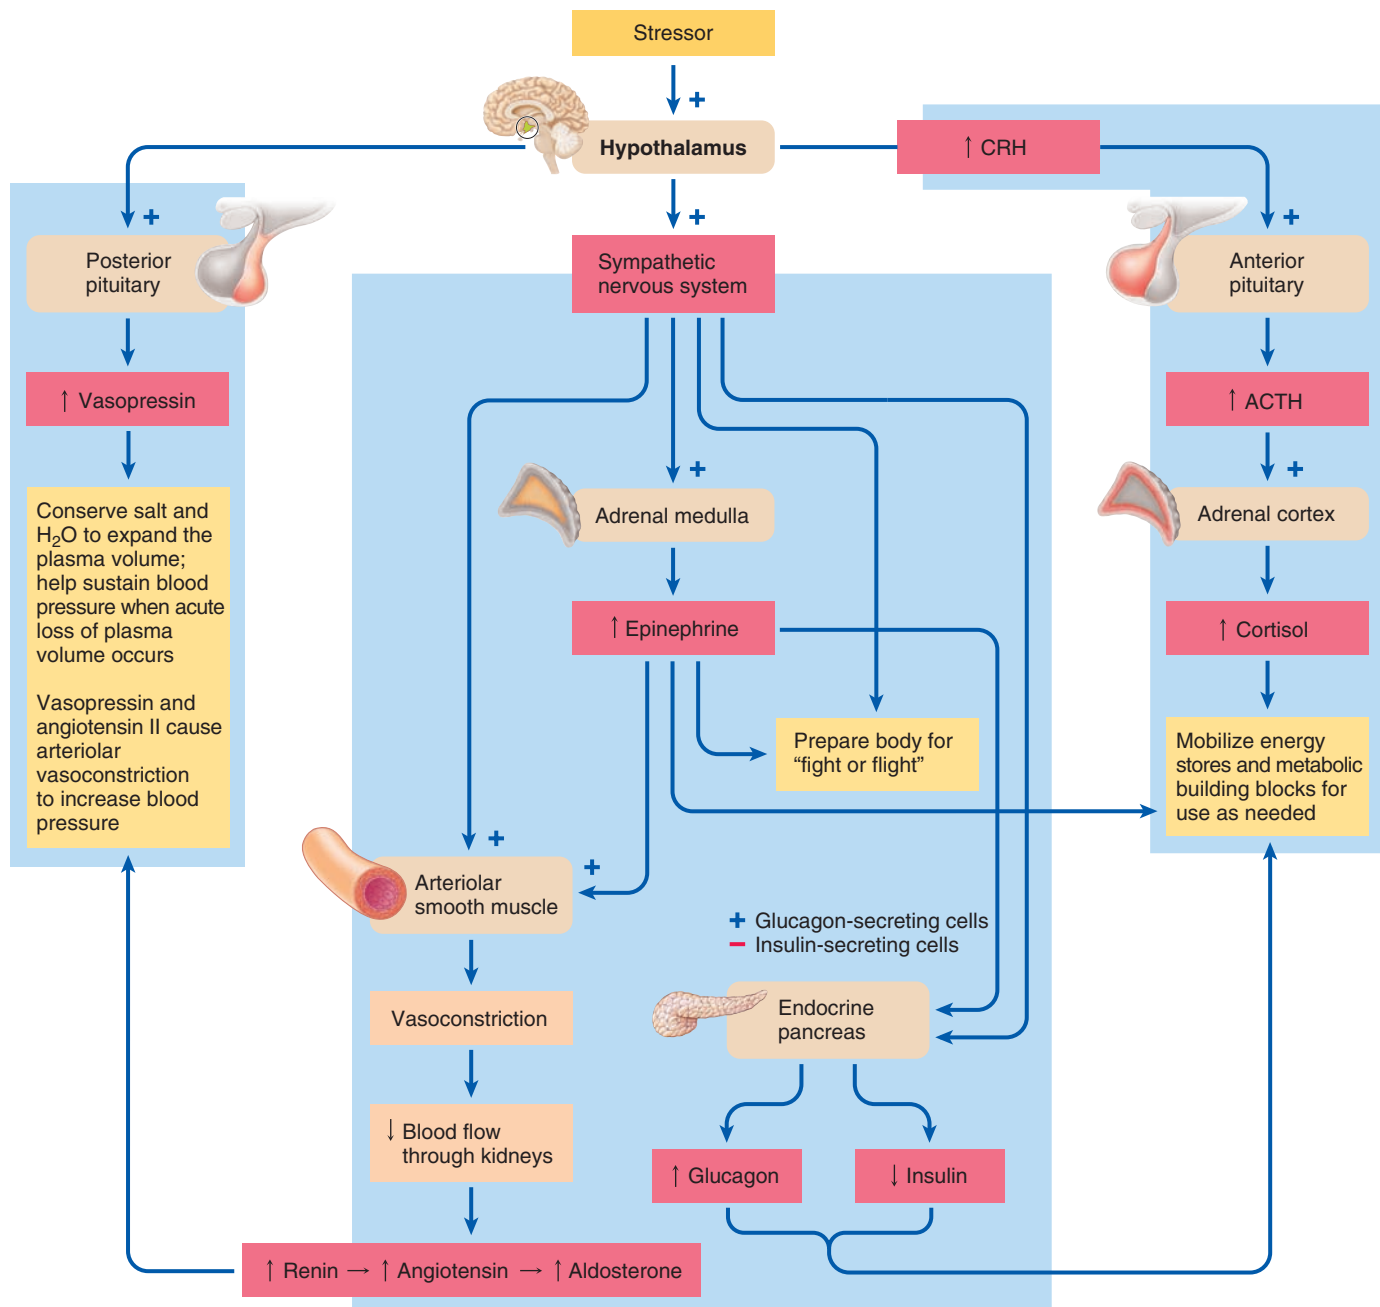 Stressor
+
Hypothalamus
↑ CRH
+
+
+
Posterior
pituitary
Sympathetic
nervous system
Anterior
pituitary
↑ Vasopressin
↑ ACTH
+
+
Adrenal medulla
Adrenal cortex
Conserve salt and
H₂O to expand the
plasma volume;
help sustain blood
pressure when acute
loss of plasma
volume occurs
Vasopressin and
angiotensin II cause
arteriolar
vasoconstriction
to increase blood
pressure
↑ Epinephrine
↑ Cortisol
Prepare body for
“fight or flight”
Mobilize energy
stores and metabolic
building blocks for
use as needed
+
+
Arteriolar
smooth muscle
+ Glucagon-secreting cells
− Insulin-secreting cells
Vasoconstriction
Endocrine
pancreas
↓ Blood flow
through kidneys
↑ Glucagon
↓ Insulin
↑ Renin → ↑ Angiotensin → ↑ Aldosterone